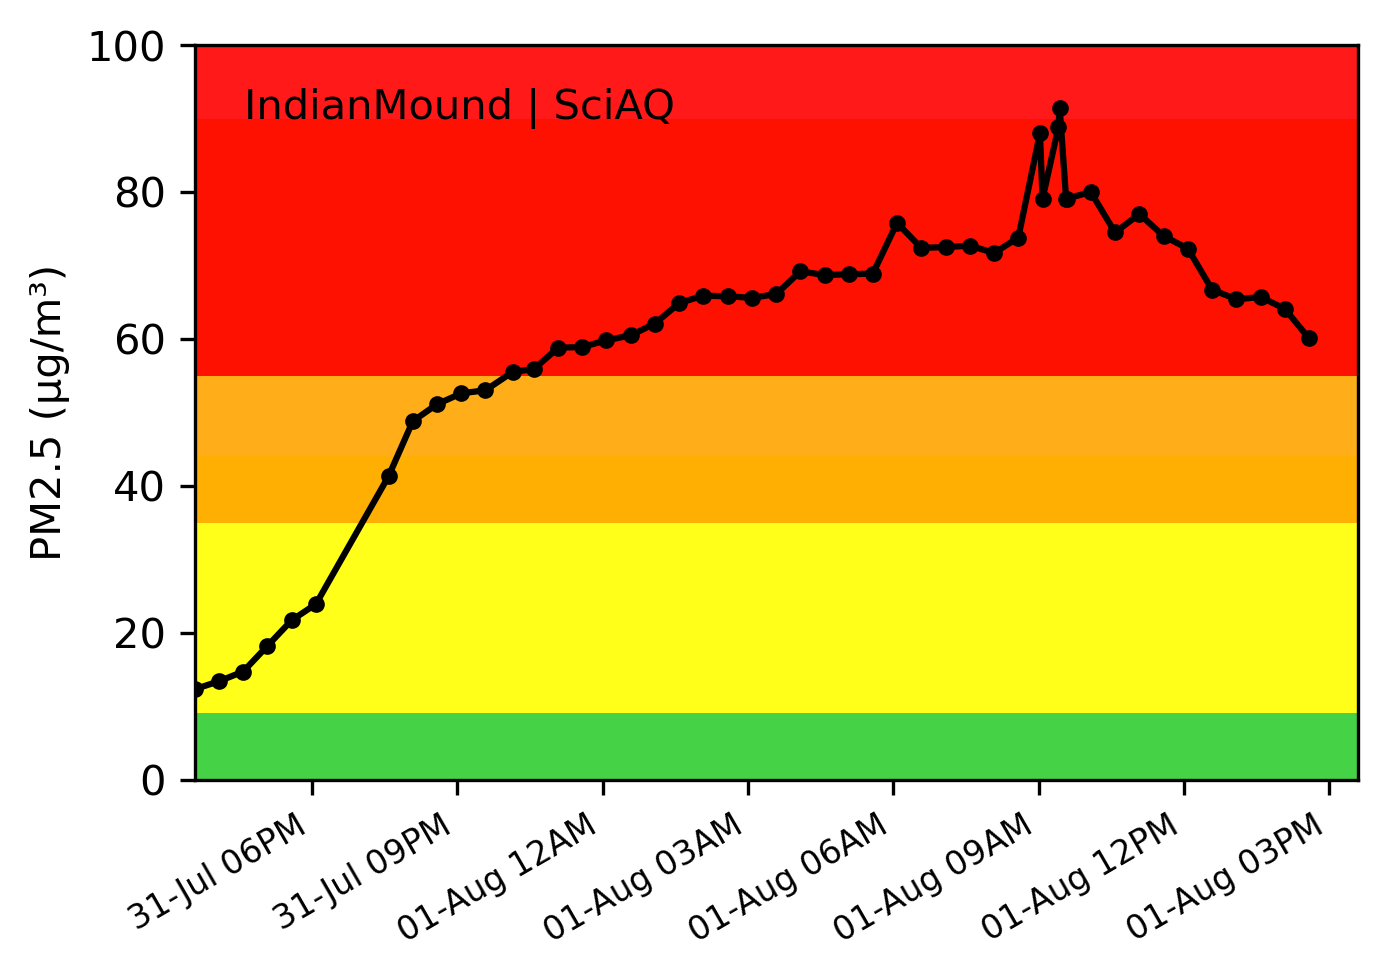 IndianMound | SciAQ
PM2.5 (µg/m³)
100
80
60
40
20
0
31-Jul 06PM
31-Jul 09PM
01-Aug 12AM
01-Aug 03AM
01-Aug 06AM
01-Aug 09AM
01-Aug 12PM
01-Aug 03PM